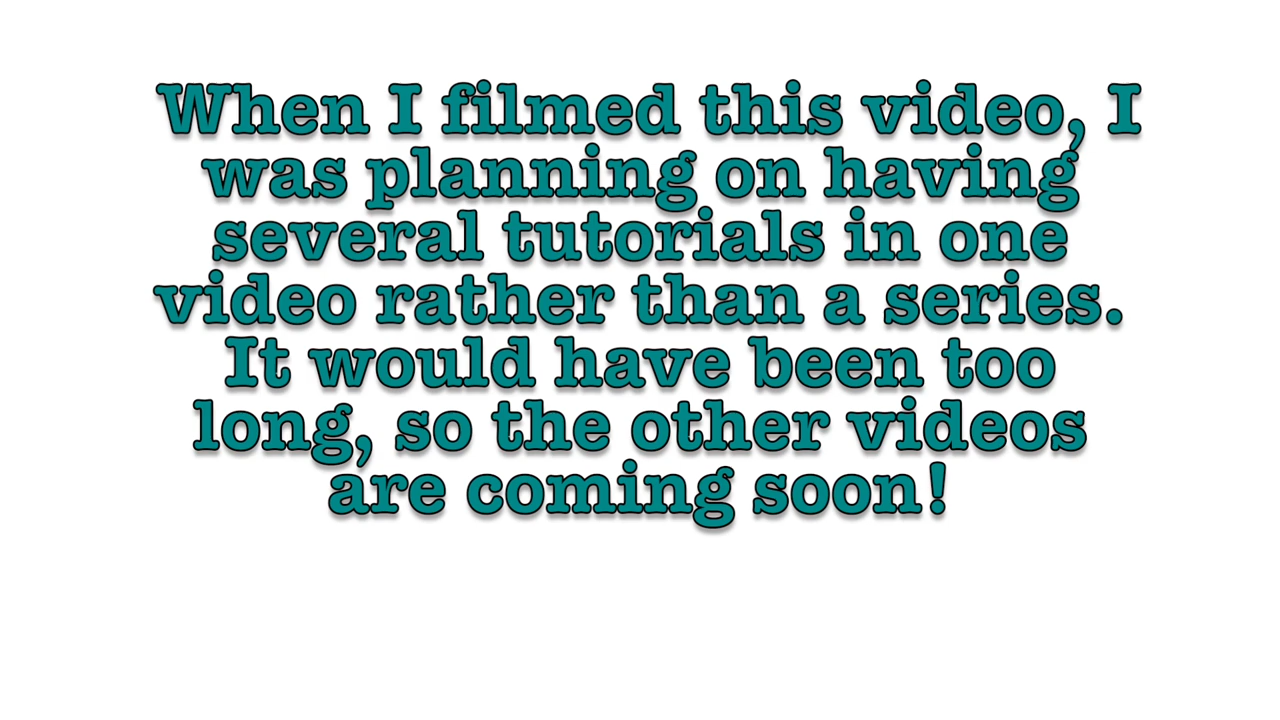 When I filmed this video, I
was planning on having
several tutorials in one
video rather than a series.
It would have been too
long, so the other videos
are coming soon!